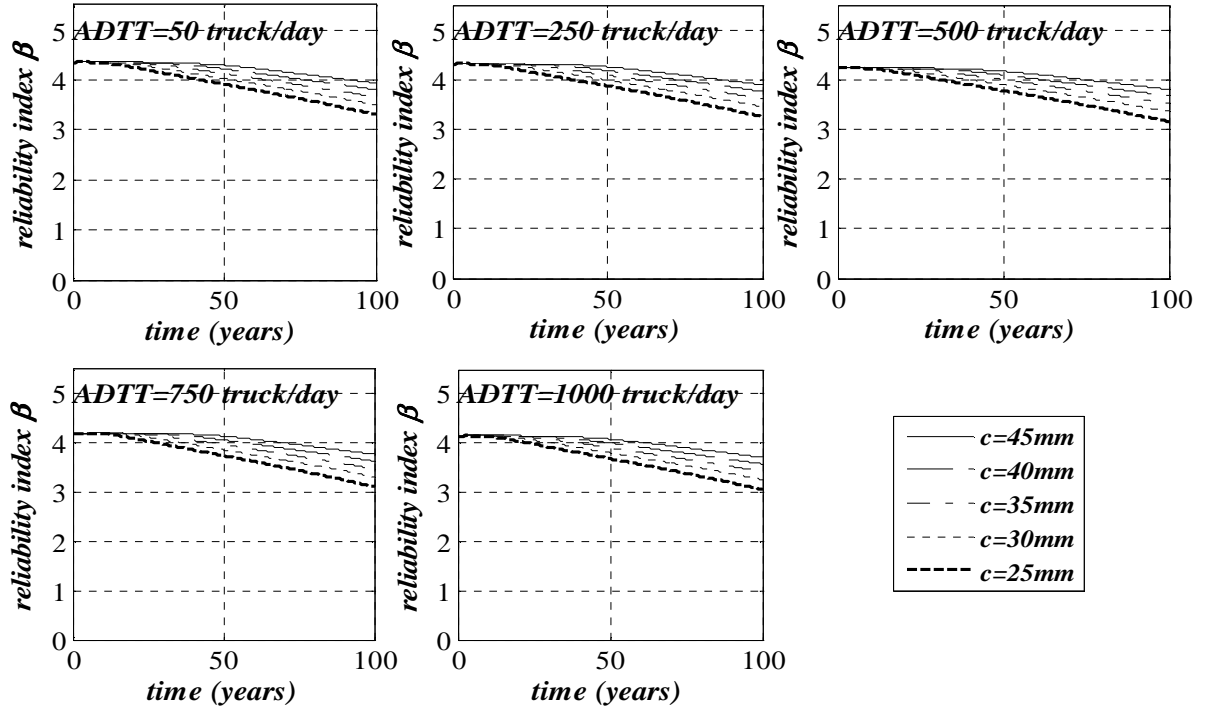 ADTT=50 truck/day
5
4
3
2
1
0
0 50 100
reliability index β
time (years)
ADTT=250 truck/day
5
4
3
2
1
0
0 50 100
reliability index β
time (years)
ADTT=500 truck/day
5
4
3
2
1
0
0 50 100
reliability index β
time (years)
ADTT=750 truck/day
5
4
3
2
1
0
0 50 100
reliability index β
time (years)
ADTT=1000 truck/day
5
4
3
2
1
0
0 50 100
reliability index β
time (years)
c=45mm
c=40mm
c=35mm
c=30mm
c=25mm